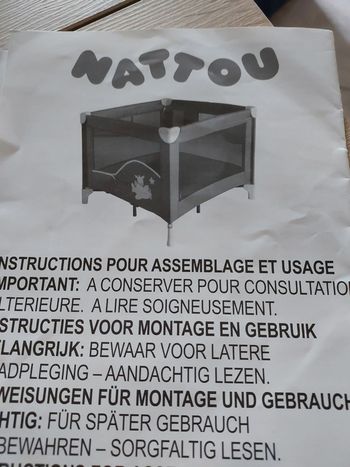 NATTOU
NSTRUCTIONS POUR ASSEMBLAGE ET USAGE
MPORTANT: A CONSERVER POUR CONSULTATIO
LTERIEURE. A LIRE SOIGNEUSEMENT.
STRUCTIES VOOR MONTAGE EN GEBRUIK
LANGRIJK: BEWAAR VOOR LATERE
ADPLEGING – AANDACHTIG LEZEN.
WEISUNGEN FÜR MONTAGE UND GEBRAUCH
HTIG: FÜR SPÄTER GEBRAUCH
BEWAHREN – SORGFALTIG LESEN.